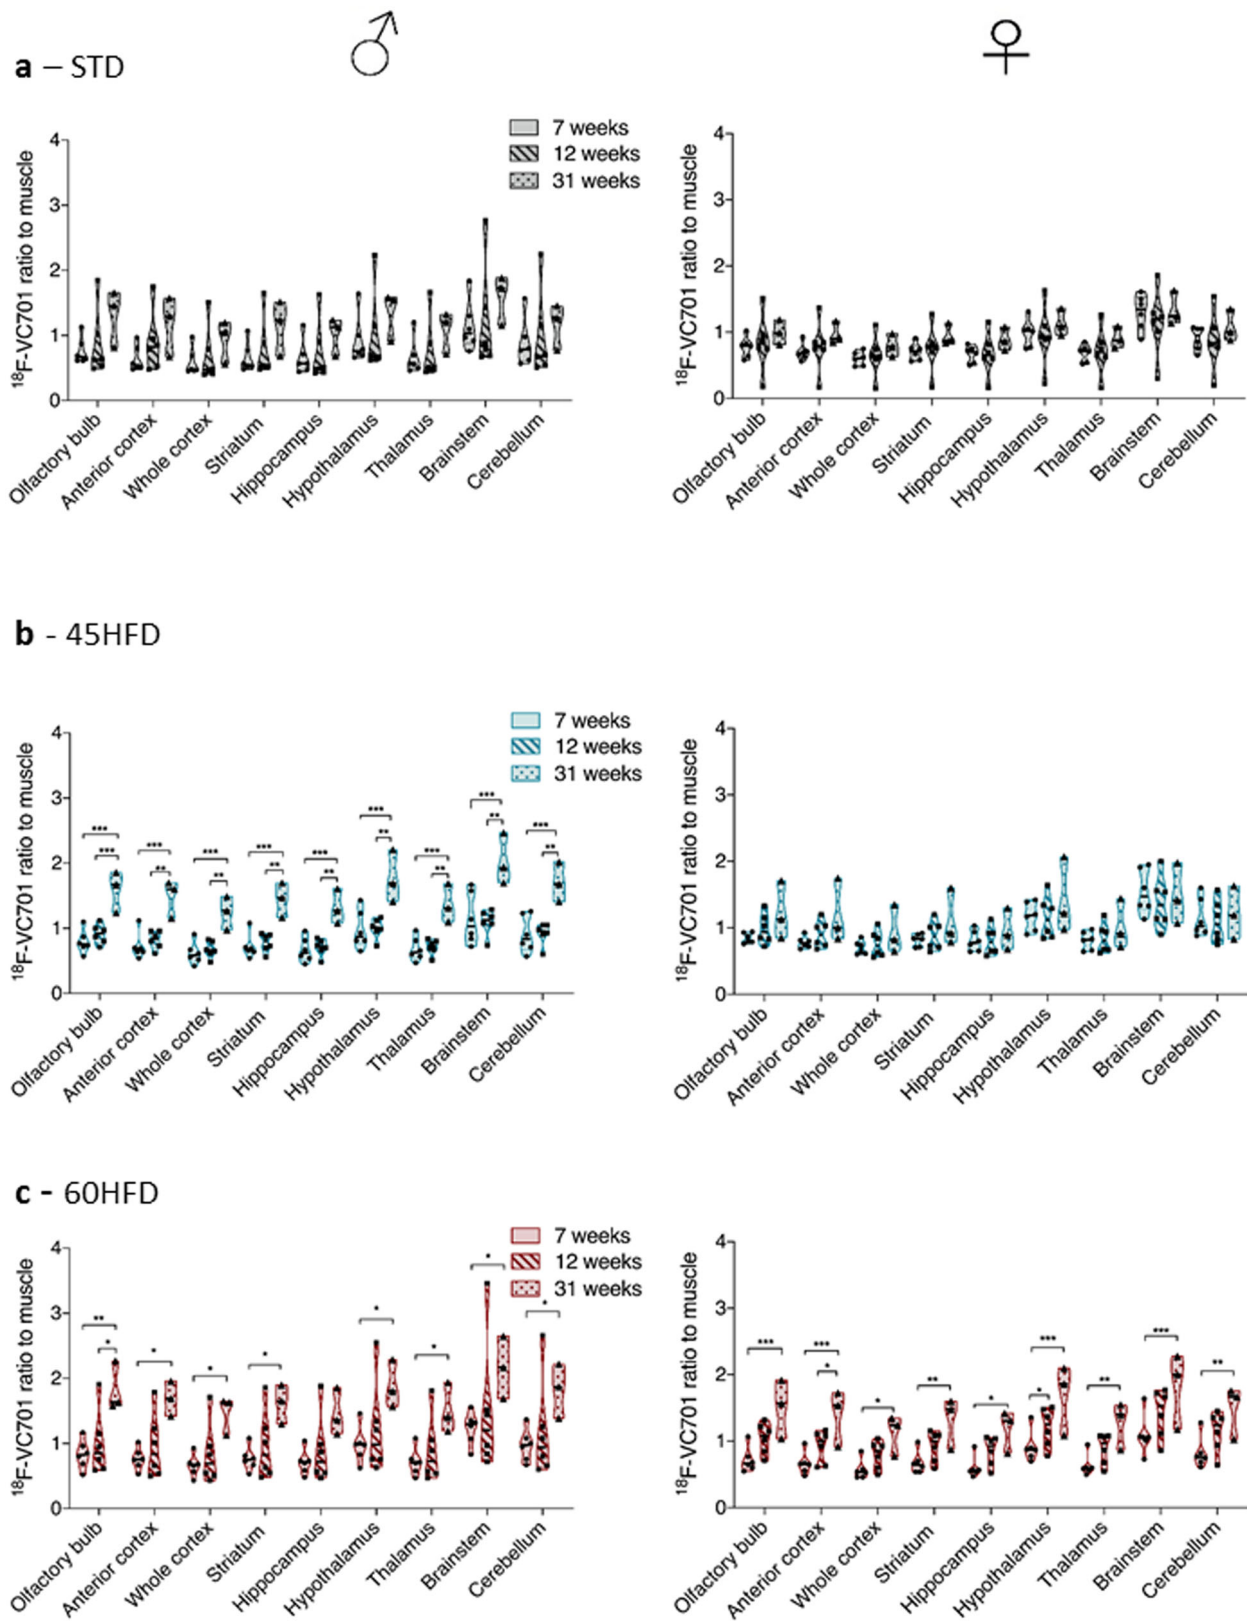 a – STD
♂
♀
7 weeks
12 weeks
31 weeks
¹⁸F-VC701 ratio to muscle
4
3
2
1
0
Olfactory bulb
Anterior cortex
Whole cortex
Striatum
Hippocampus
Hypothalamus
Thalamus
Brainstem
Cerebellum
¹⁸F-VC701 ratio to muscle
4
3
2
1
0
Olfactory bulb
Anterior cortex
Whole cortex
Striatum
Hippocampus
Hypothalamus
Thalamus
Brainstem
Cerebellum
b - 45HFD
7 weeks
12 weeks
31 weeks
¹⁸F-VC701 ratio to muscle
4
3
2
1
0
***
***
***
**
***
**
***
**
***
**
***
**
***
**
***
**
***
**
Olfactory bulb
Anterior cortex
Whole cortex
Striatum
Hippocampus
Hypothalamus
Thalamus
Brainstem
Cerebellum
¹⁸F-VC701 ratio to muscle
4
3
2
1
0
Olfactory bulb
Anterior cortex
Whole cortex
Striatum
Hippocampus
Hypothalamus
Thalamus
Brainstem
Cerebellum
c - 60HFD
7 weeks
12 weeks
31 weeks
¹⁸F-VC701 ratio to muscle
4
3
2
1
0
**
*
*
*
*
*
*
*
*
Olfactory bulb
Anterior cortex
Whole cortex
Striatum
Hippocampus
Hypothalamus
Thalamus
Brainstem
Cerebellum
¹⁸F-VC701 ratio to muscle
4
3
2
1
0
***
***
*
*
**
*
***
*
**
***
**
Olfactory bulb
Anterior cortex
Whole cortex
Striatum
Hippocampus
Hypothalamus
Thalamus
Brainstem
Cerebellum